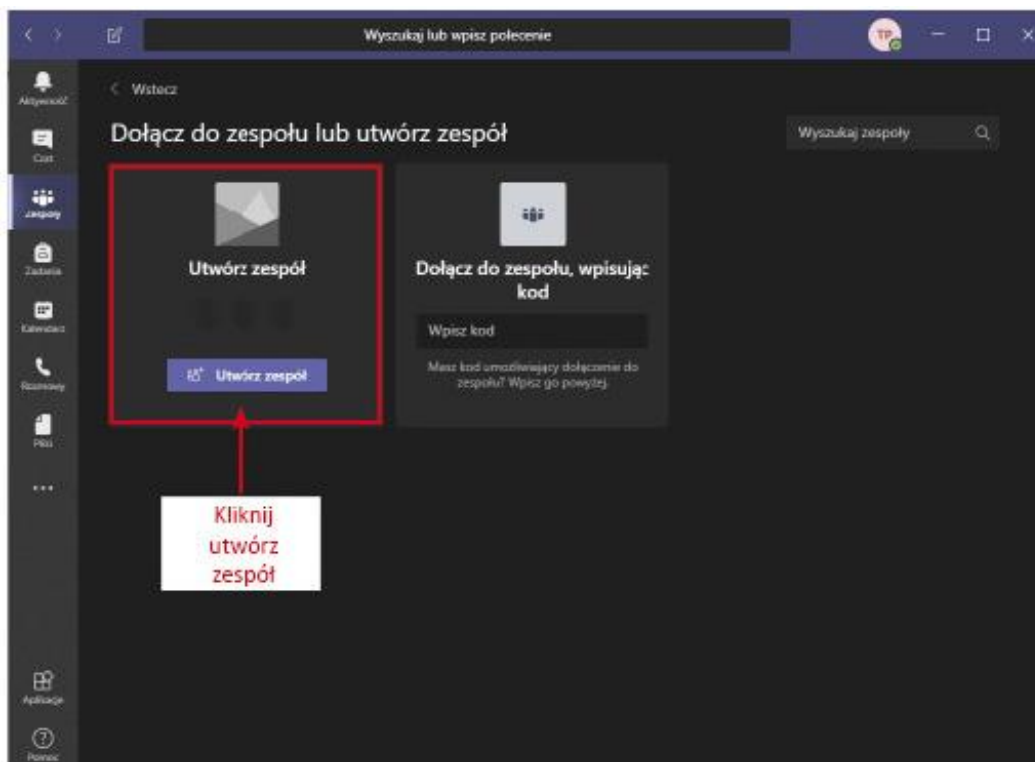 Wyszukaj lub wpisz polecenie
TP
Aktywność
Wstecz
Dołącz do zespołu lub utwórz zespół
Wyszukaj zespoły
Czat
Zespoły
Zadania
Kalendarz
Rozmowy
Pliki
Utwórz zespół
Utwórz zespół
Dołącz do zespołu, wpisując
kod
Wpisz kod
Masz kod umożliwiający dołączenie do
zespołu? Wpisz go powyżej.
Kliknij
utwórz
zespół
Aplikacje
Pomoc